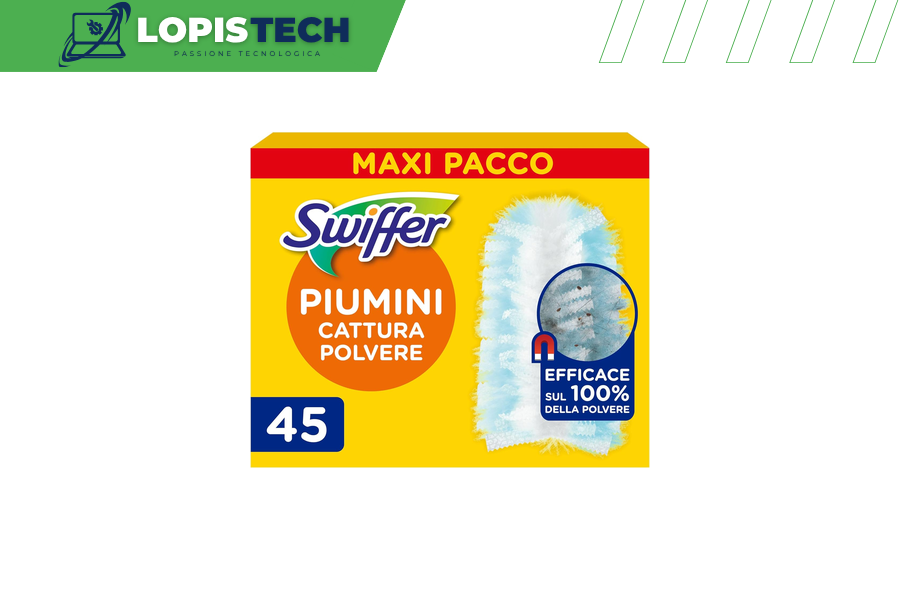 LOPISTECH
PASSIONE TECNOLOGICA
MAXI PACCO
Swiffer
PIUMINI
CATTURA
POLVERE
45
EFFICACE
SUL 100%
DELLA POLVERE